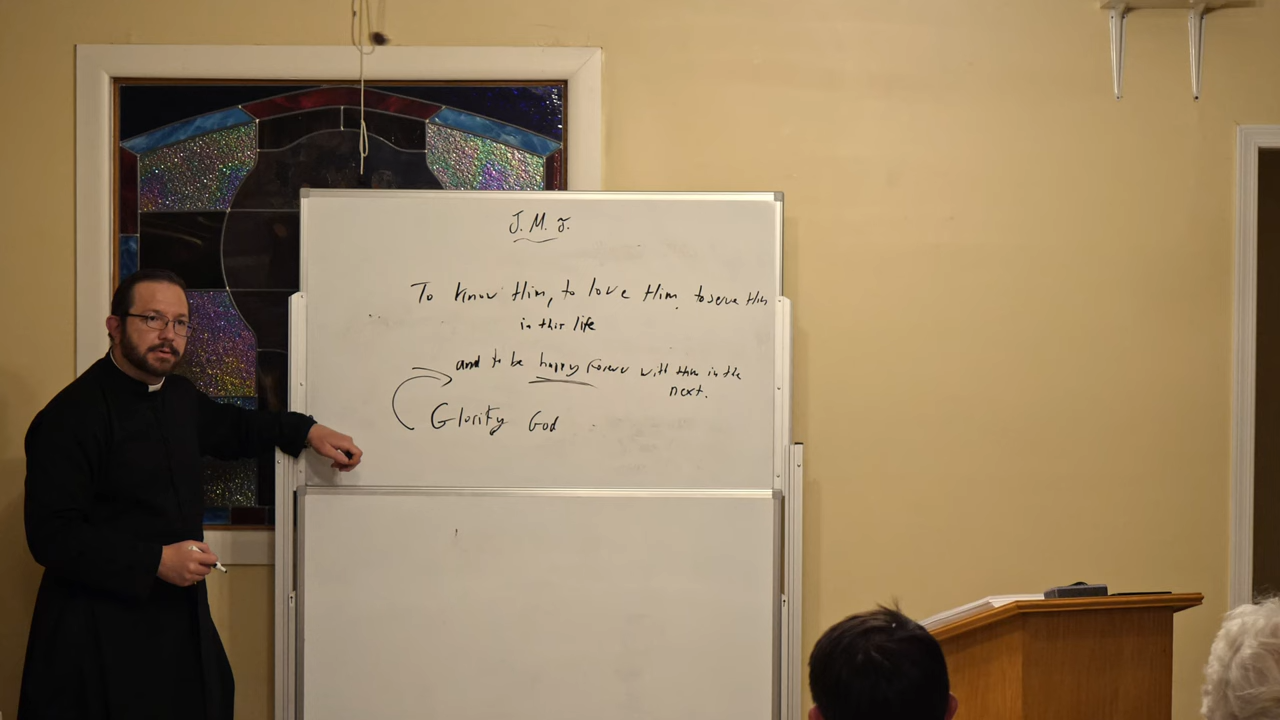 J. M. J.
To know Him, to love Him, to serve Him
in this life
and to be happy forever with Him in the
next.
Glorify God